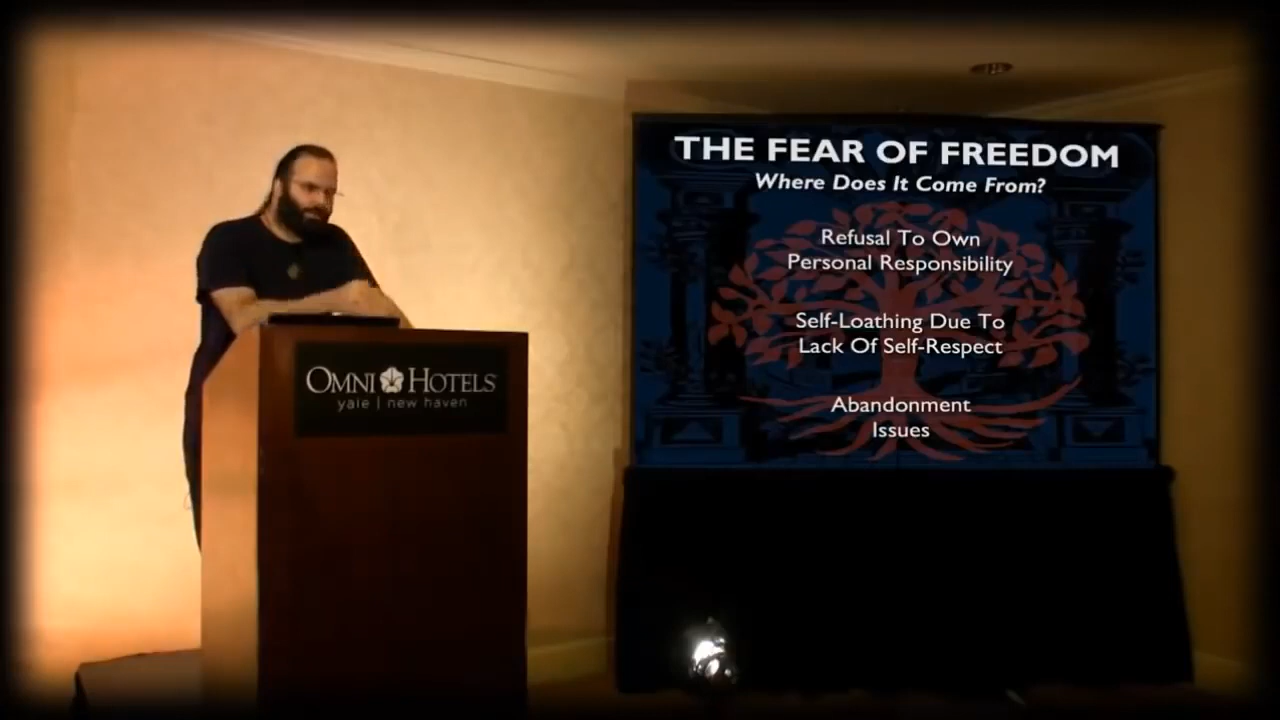 OMNI HOTELS
yale | new haven
THE FEAR OF FREEDOM
Where Does It Come From?
Refusal To Own
Personal Responsibility
Self-Loathing Due To
Lack Of Self-Respect
Abandonment
Issues